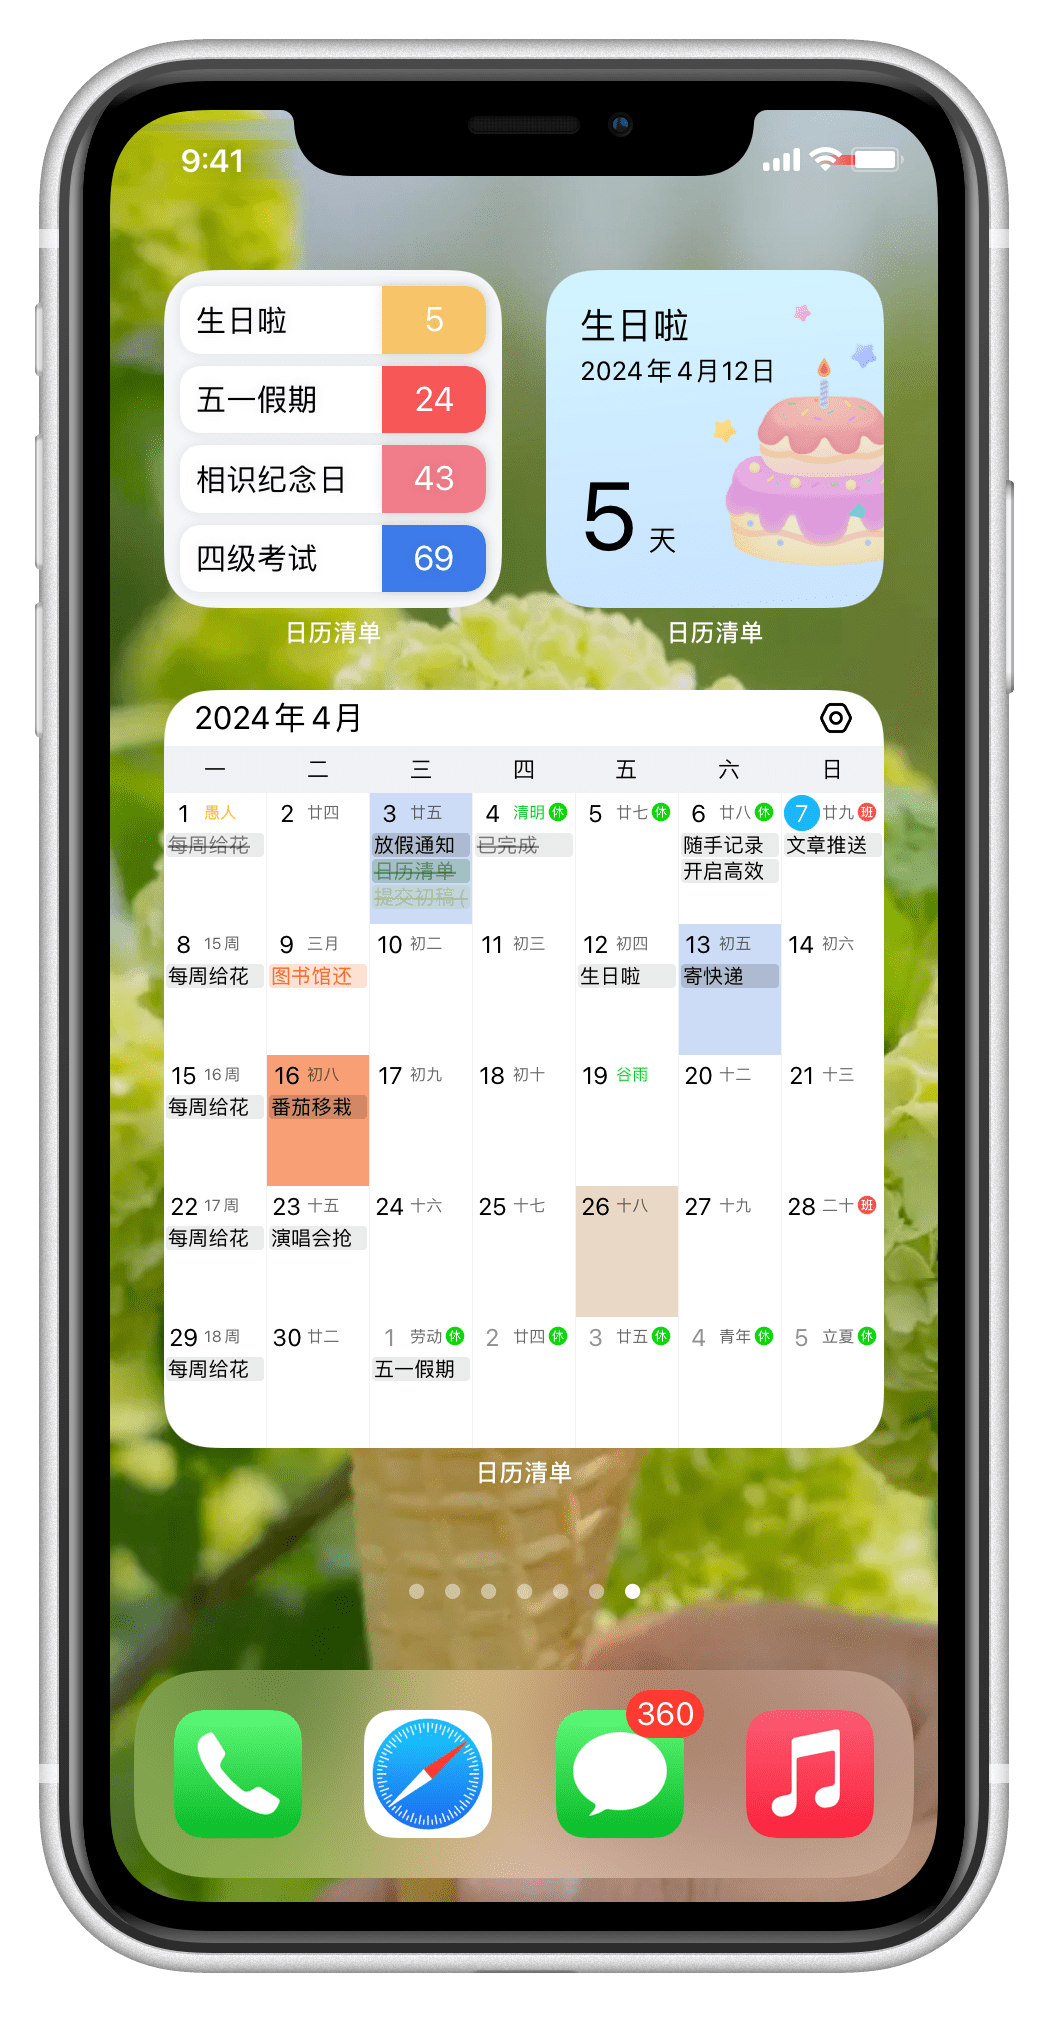 9:41
生日啦 5
五一假期 24
相识纪念日 43
四级考试 69
日历清单
生日啦
2024年4月12日
5 天
日历清单
2024年4月
一 二 三 四 五 六 日
1 愚人 2 廿四 3 廿五 4 清明 休 5 廿七 休 6 廿八 休 7 廿九 班
每周给花 放假通知 已完成 随手记录 文章推送
日历清单 开启高效
提交初稿(
8 15周 9 三月 10 初二 11 初三 12 初四 13 初五 14 初六
每周给花 图书馆还 生日啦 寄快递
15 16周 16 初八 17 初九 18 初十 19 谷雨 20 十二 21 十三
每周给花 番茄移栽
22 17周 23 十五 24 十六 25 十七 26 十八 27 十九 28 二十 班
每周给花 演唱会抢
29 18周 30 廿二 1 劳动 休 2 廿四 休 3 廿五 休 4 青年 休 5 立夏 休
每周给花 五一假期
日历清单
360